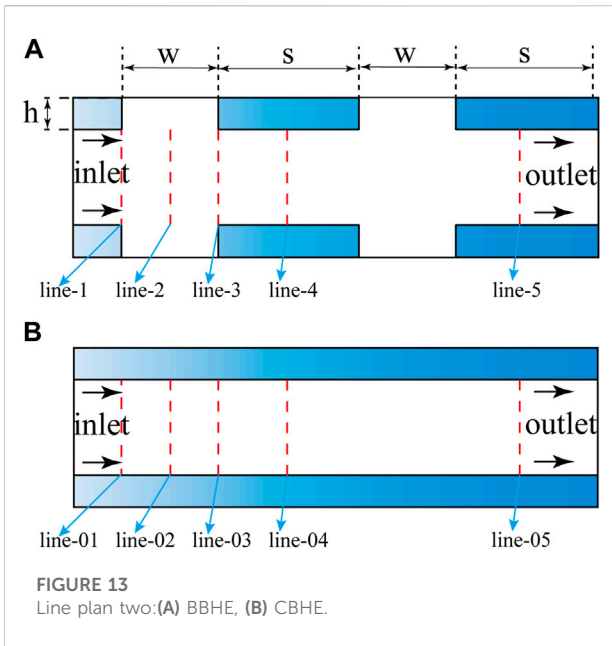 A
w s w s
h
inlet
outlet
line-1 line-2 line-3 line-4 line-5
B
inlet
outlet
line-01 line-02 line-03 line-04 line-05
FIGURE 13
Line plan two:(A) BBHE, (B) CBHE.